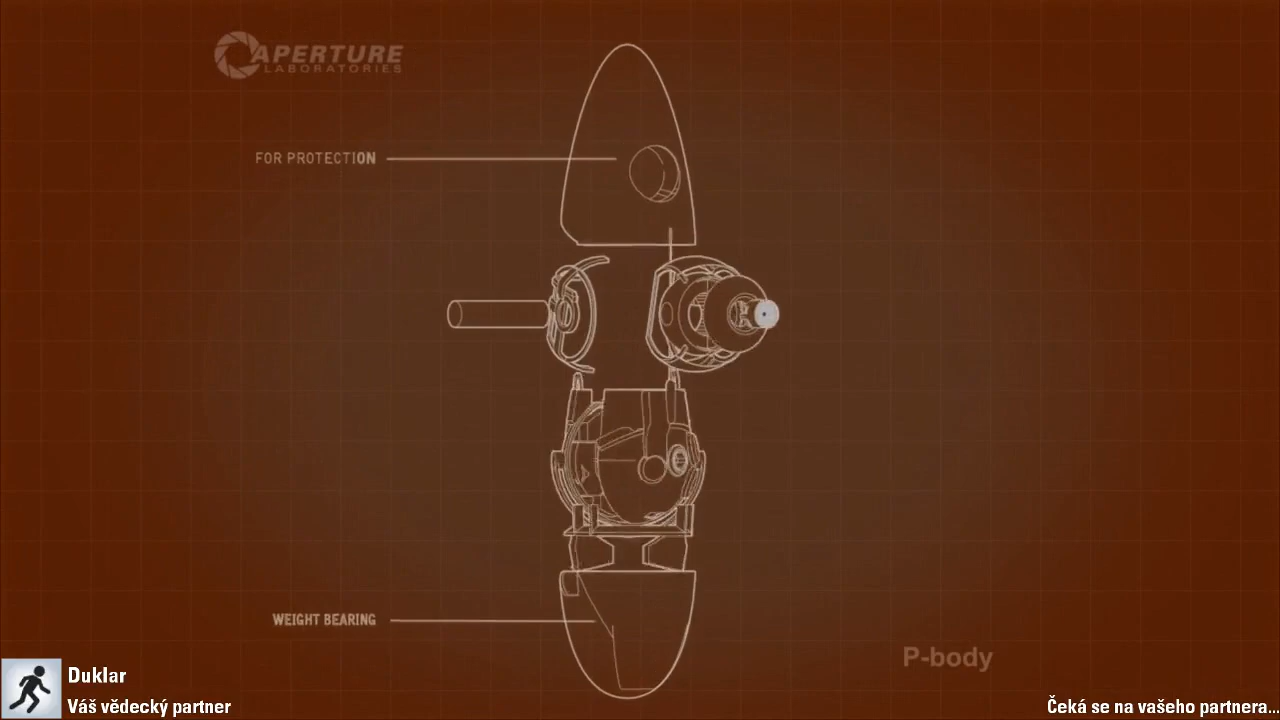 APERTURE
LABORATORIES
FOR PROTECTION
WEIGHT BEARING
P-body
Duklar
Váš vědecký partner
Čeká se na vašeho partnera...